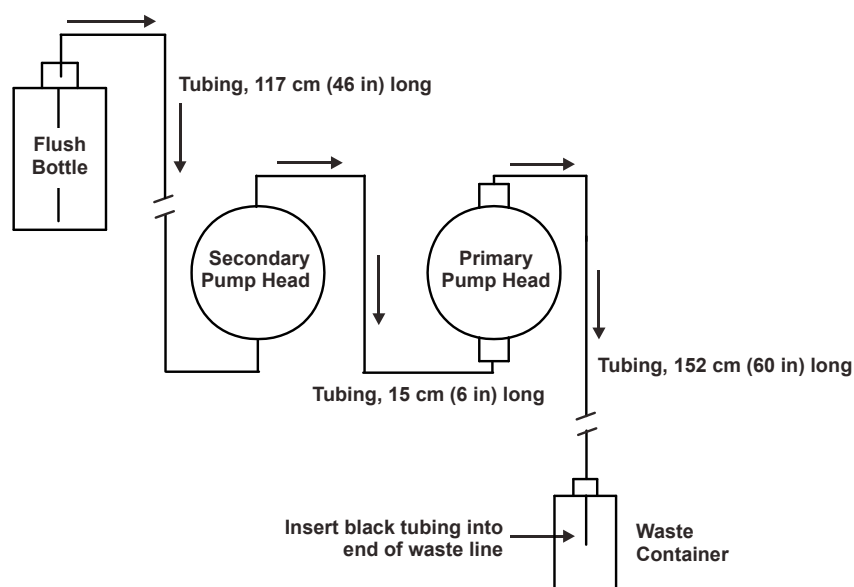 Tubing, 117 cm (46 in) long
Flush
Bottle
Secondary
Pump Head
Primary
Pump Head
Tubing, 152 cm (60 in) long
Tubing, 15 cm (6 in) long
Insert black tubing into
end of waste line
Waste
Container